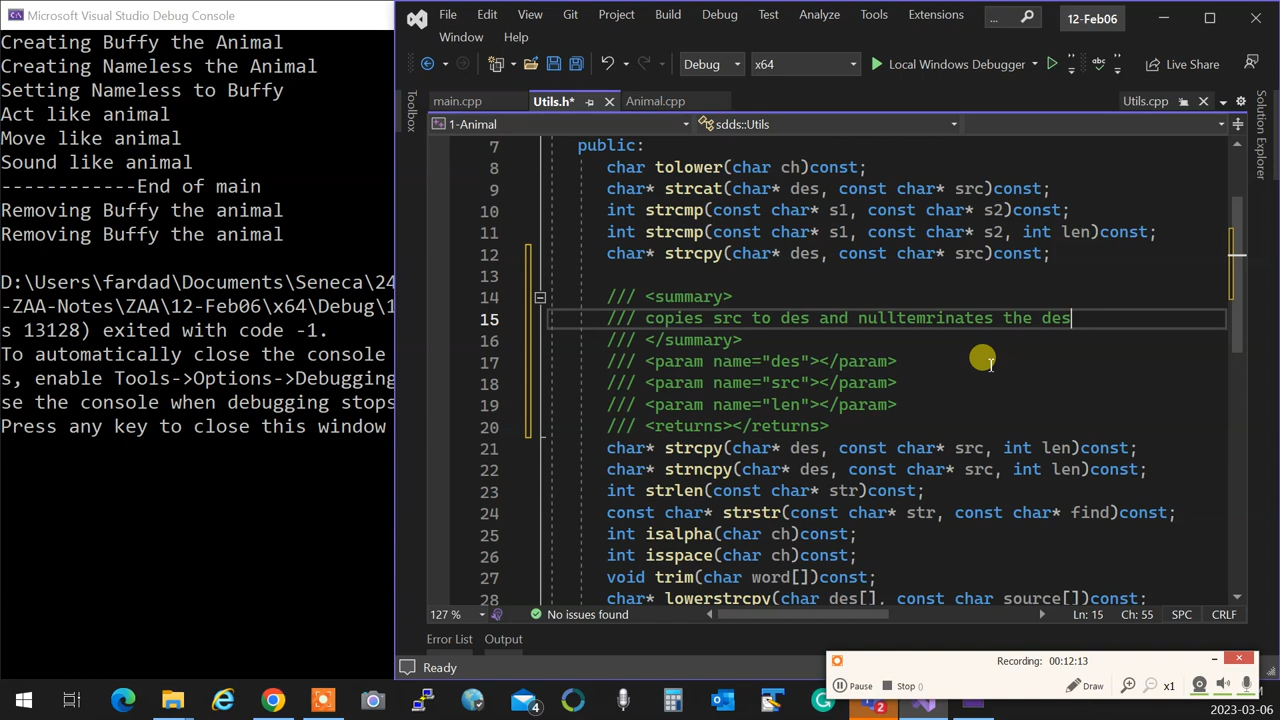 Microsoft Visual Studio Debug Console
Creating Buffy the Animal
Creating Nameless the Animal
Setting Nameless to Buffy
Act like animal
Move like animal
Sound like animal
------------End of main
Removing Buffy the animal
Removing Buffy the animal
D:\Users\fardad\Documents\Seneca\24
-ZAA-Notes\ZAA\12-Feb06\x64\Debug\1
s 13128) exited with code -1.
To automatically close the console
s, enable Tools->Options->Debugging
se the console when debugging stops
Press any key to close this window
File Edit View Git Project Build Debug Test Analyze Tools Extensions ... 12-Feb06
Window Help
Debug x64 Local Windows Debugger Live Share
Toolbox
main.cpp Utils.h* Animal.cpp Utils.cpp
1-Animal sdds::Utils
Solution Explorer
7 public:
8 char tolower(char ch)const;
9 char* strcat(char* des, const char* src)const;
10 int strcmp(const char* s1, const char* s2)const;
11 int strcmp(const char* s1, const char* s2, int len)const;
12 char* strcpy(char* des, const char* src)const;
13
14 /// <summary>
15 /// copies src to des and nulltemrinates the des
16 /// </summary>
17 /// <param name="des"></param>
18 /// <param name="src"></param>
19 /// <param name="len"></param>
20 /// <returns></returns>
21 char* strcpy(char* des, const char* src, int len)const;
22 char* strncpy(char* des, const char* src, int len)const;
23 int strlen(const char* str)const;
24 const char* strstr(const char* str, const char* find)const;
25 int isalpha(char ch)const;
26 int isspace(char ch)const;
27 void trim(char word[])const;
28 char* lowerstrcpy(char des[], const char source[])const;
127 % No issues found Ln: 15 Ch: 55 SPC CRLF
Error List Output
Ready
Recording: 00:12:13
Pause Stop Draw x1
4 2
2023-03-06